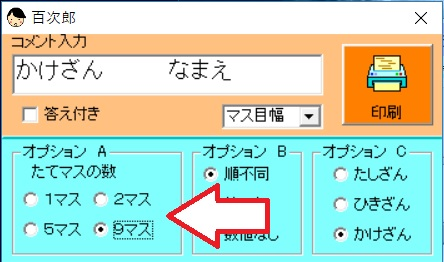 百次郎
コメント入力
かけざん　　　なまえ
答え付き
マス目幅
印刷
オプション A
たてマスの数
1マス 2マス
5マス 9マス
オプション B
順不同
数値なし
オプション C
たしざん
ひきざん
かけざん